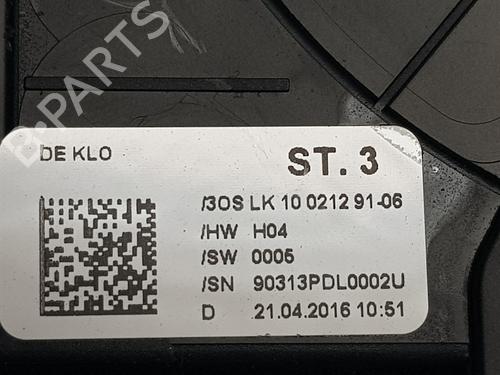 B-PARTS
DE KLO
ST. 3
/3OS LK 10 0212 91-06
/HW H04
/SW 0005
/SN 90313PDL0002U
D 21.04.2016 10:51